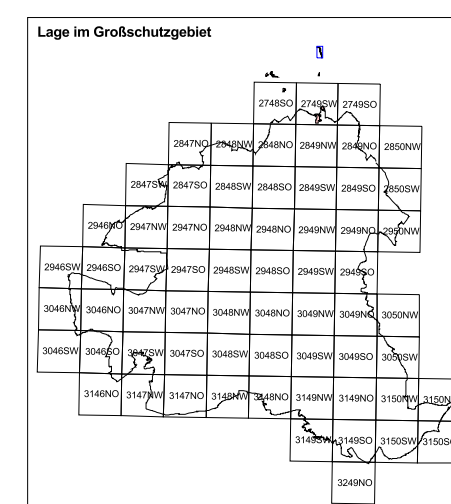 Lage im Großschutzgebiet
2748SO 2749SW 2749SO
2847NO 2848NW 2848NO 2849NW 2849NO 2850NW
2847SW 2847SO 2848SW 2848SO 2849SW 2849SO 2850SW
2946NO 2947NW 2947NO 2948NW 2948NO 2949NW 2949NO 2950NW
2946SW 2946SO 2947SW 2947SO 2948SW 2948SO 2949SW 2949SO
3046NW 3046NO 3047NW 3047NO 3048NW 3048NO 3049NW 3049NO 3050NW
3046SW 3046SO 3047SW 3047SO 3048SW 3048SO 3049SW 3049SO 3050SW
3146NO 3147NW 3147NO 3148NW 3148NO 3149NW 3149NO 3150NW 3150N
3149SW 3149SO 3150SW 3150S
3249NO